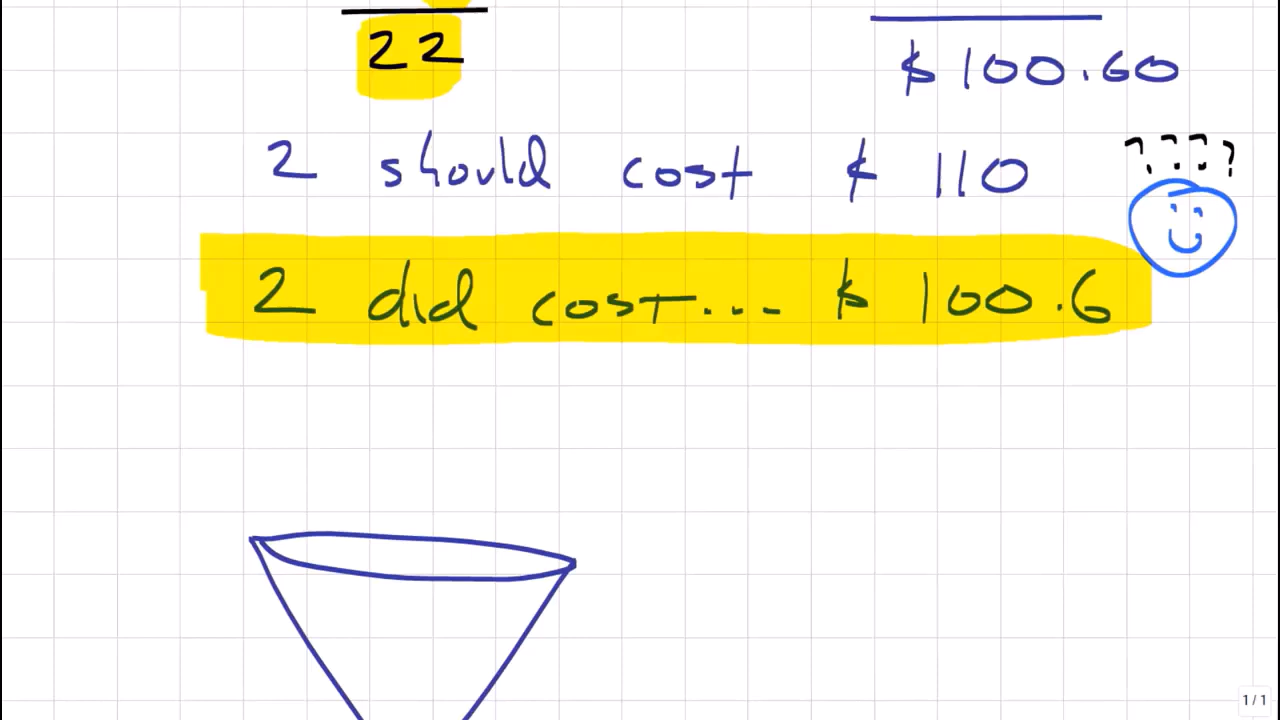 22
$ 100.60
2 should cost $ 110
? ? ? ?
2 did cost... $ 100.6
1 / 1